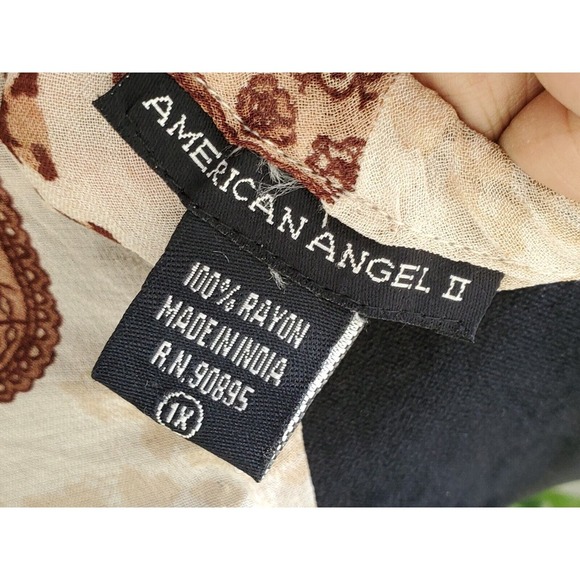 AMERICAN ANGEL II
100% RAYON
MADE IN INDIA
R.N. 90895
1X